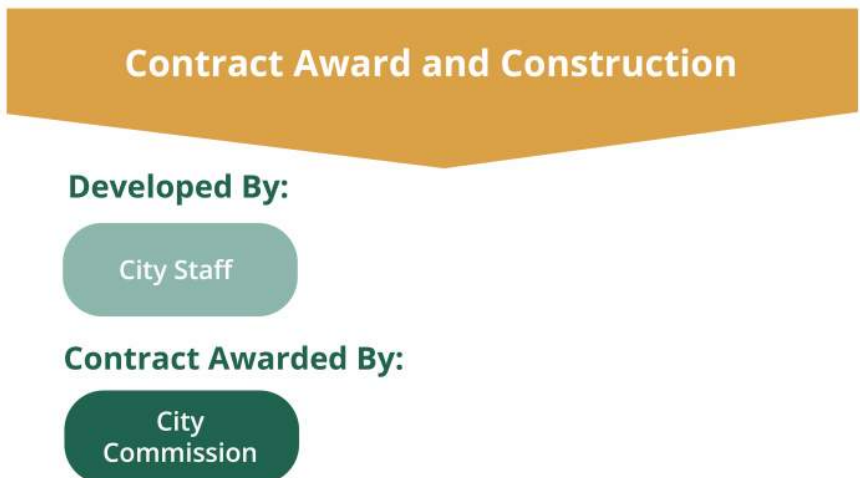 Contract Award and Construction
Developed By:
City Staff
Contract Awarded By:
City
Commission